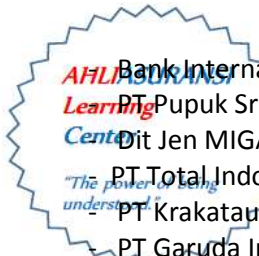 AHLIASURANSI
Learning
Center
"The power of being
understood."
- Bank Interna
- PT Pupuk Sr
- Dit Jen MIGA
- PT Total Indo
- PT Krakatau
- PT Garuda In